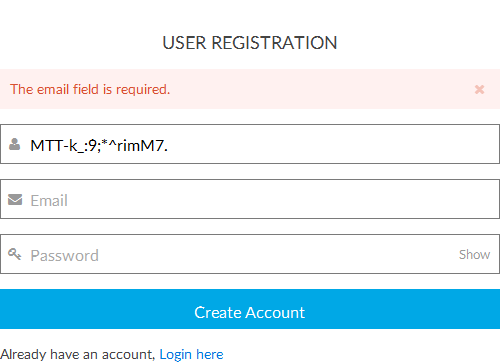 USER REGISTRATION
The email field is required.
MTT-k_:9;*^rimM7.
Email
Password Show
Create Account
Already have an account, Login here